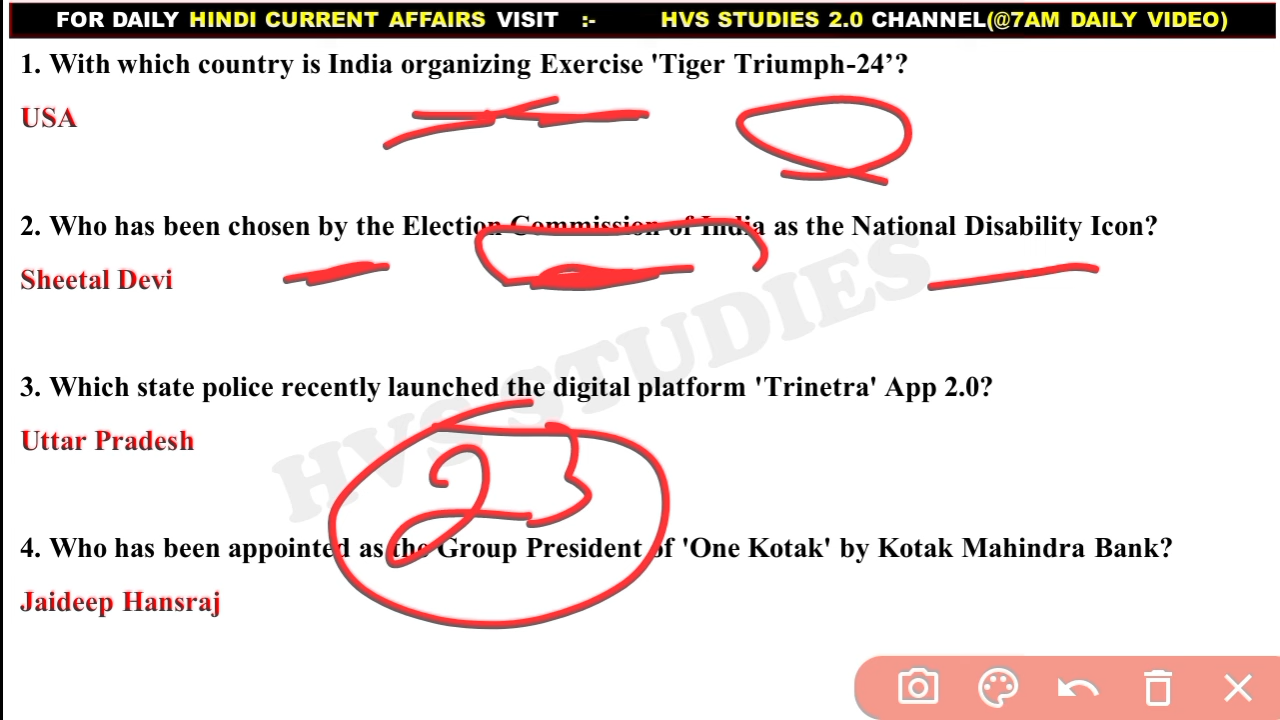 FOR DAILY HINDI CURRENT AFFAIRS VISIT :- HVS STUDIES 2.0 CHANNEL(@7AM DAILY VIDEO)
1. With which country is India organizing Exercise 'Tiger Triumph-24’?
USA
2. Who has been chosen by the Election Commission of India as the National Disability Icon?
Sheetal Devi
HVS STUDIES
3. Which state police recently launched the digital platform 'Trinetra' App 2.0?
Uttar Pradesh
23
4. Who has been appointed as the Group President of 'One Kotak' by Kotak Mahindra Bank?
Jaideep Hansraj